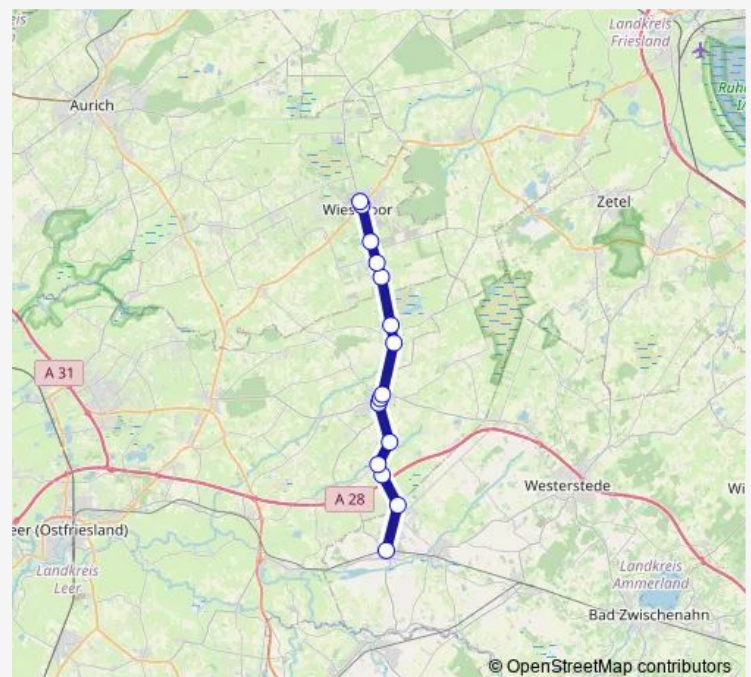 Landkreis
Friesland
Aurich
Zetel
A 31
A 28
Westerstede
eer (Ostfriesland)
Landkreis
Leer
Landkreis
Ammerland
Bad Zwischenahn
© OpenStreetMap contributors